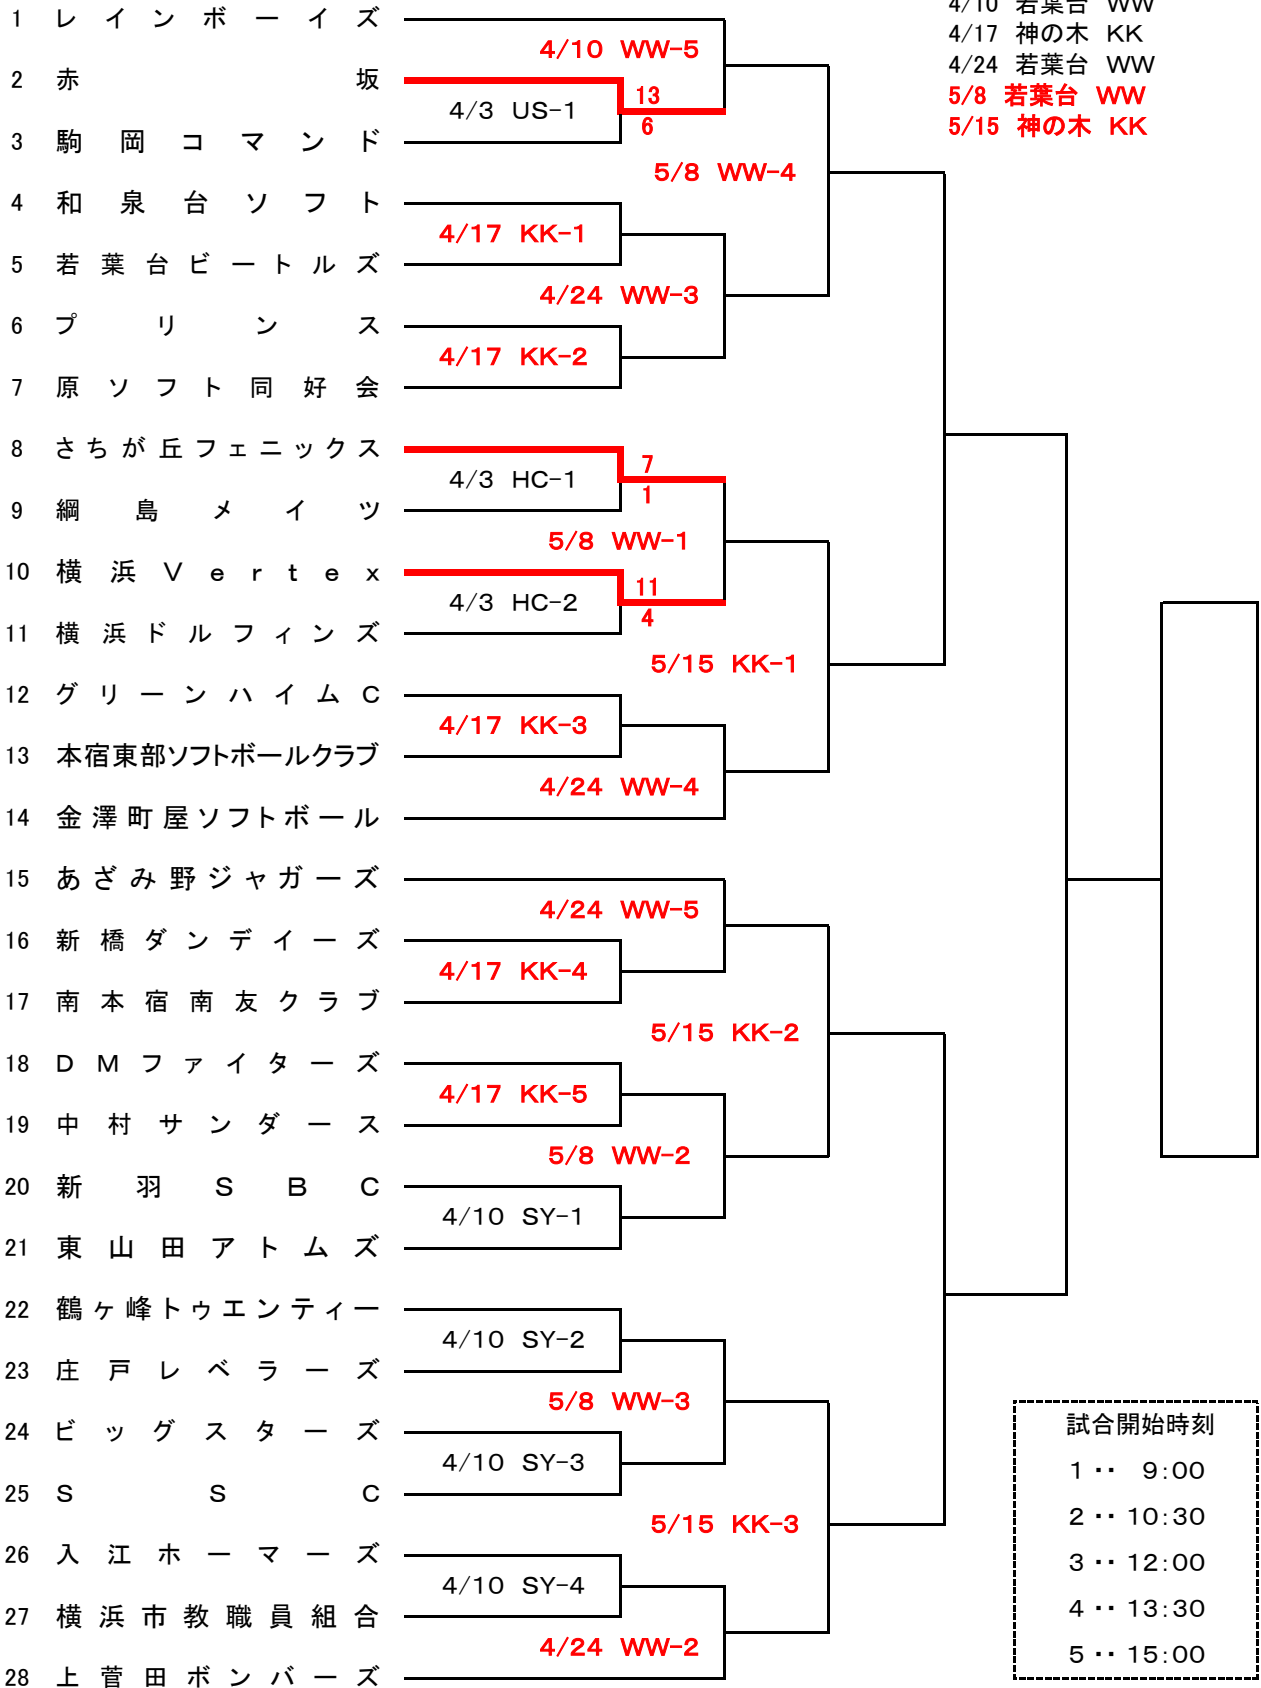 4/10 若葉台 WW
1 レインボーイズ
4/17 神の木 KK
4/10 WW-5
4/24 若葉台 WW
2 赤坂
5/8 若葉台 WW
13
4/3 US-1
5/15 神の木 KK
6
3 駒岡コマンド
5/8 WW-4
4 和泉台ソフト
4/17 KK-1
5 若葉台ビートルズ
4/24 WW-3
6 プリンス
4/17 KK-2
7 原ソフト同好会
8 さちが丘フェニックス
7
4/3 HC-1
1
9 綱島メイツ
5/8 WW-1
10 横浜Vertex
11
4/3 HC-2
4
11 横浜ドルフィンズ
5/15 KK-1
12 グリーンハイムC
4/17 KK-3
13 本宿東部ソフトボールクラブ
4/24 WW-4
14 金澤町屋ソフトボール
15 あざみ野ジャガーズ
4/24 WW-5
16 新橋ダンデイーズ
4/17 KK-4
17 南本宿南友クラブ
5/15 KK-2
18 DMファイターズ
4/17 KK-5
19 中村サンダース
5/8 WW-2
20 新羽SBC
4/10 SY-1
21 東山田アトムズ
22 鶴ヶ峰トゥエンティー
4/10 SY-2
23 庄戸レベラーズ
5/8 WW-3
24 ビッグスターズ
4/10 SY-3
25 SSC
5/15 KK-3
26 入江ホーマーズ
4/10 SY-4
27 横浜市教職員組合
4/24 WW-2
28 上菅田ボンバーズ
試合開始時刻
1・・ 9:00
2・・10:30
3・・12:00
4・・13:30
5・・15:00